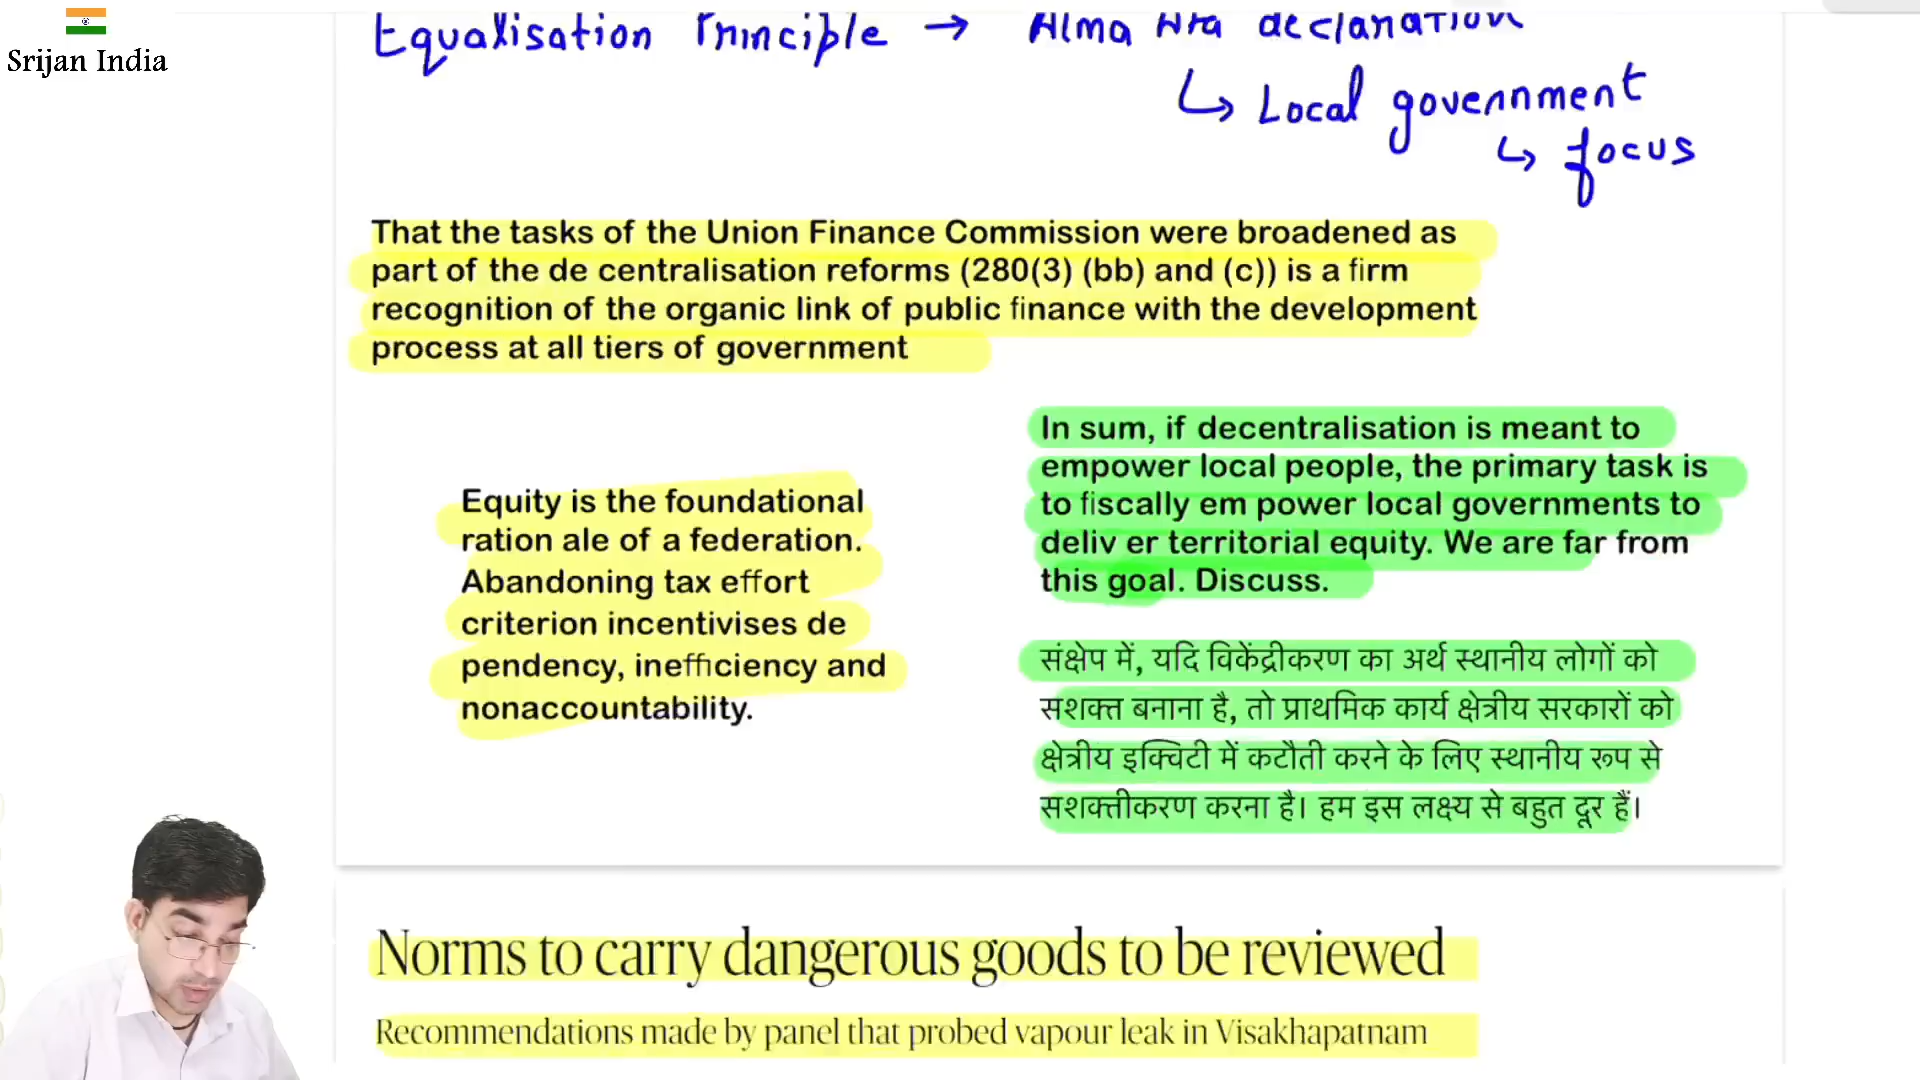 Srijan India
Equalisation Principle → Alma Ata declaration
↳ Local government
↳ focus
That the tasks of the Union Finance Commission were broadened as
part of the de centralisation reforms (280(3) (bb) and (c)) is a firm
recognition of the organic link of public finance with the development
process at all tiers of government
Equity is the foundational
ration ale of a federation.
Abandoning tax effort
criterion incentivises de
pendency, inefficiency and
nonaccountability.
In sum, if decentralisation is meant to
empower local people, the primary task is
to fiscally em power local governments to
deliv er territorial equity. We are far from
this goal. Discuss.
संक्षेप में, यदि विकेंद्रीकरण का अर्थ स्थानीय लोगों को
सशक्त बनाना है, तो प्राथमिक कार्य क्षेत्रीय सरकारों को
क्षेत्रीय इक्विटी में कटौती करने के लिए स्थानीय रूप से
सशक्तीकरण करना है। हम इस लक्ष्य से बहुत दूर हैं।
Norms to carry dangerous goods to be reviewed
Recommendations made by panel that probed vapour leak in Visakhapatnam